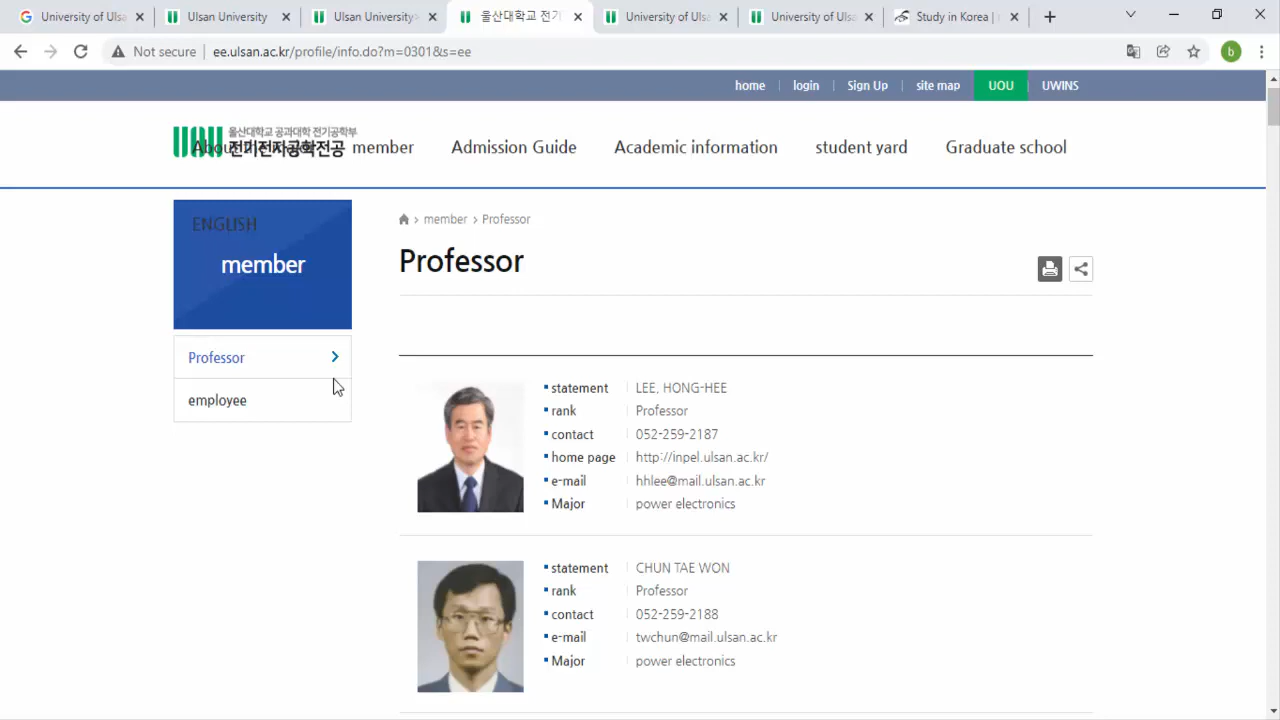 University of Ulsa
Ulsan University
Ulsan University
울산대학교 전기
University of Ulsa
University of Ulsa
Study in Korea |
Not secure
ee.ulsan.ac.kr/profile/info.do?m=0301&s=ee
b
home
login
Sign Up
site map
UOU
UWINS
울산대학교 공과대학 전기공학부
전기전자공학전공
member
Admission Guide
Academic information
student yard
Graduate school
ENGLISH
member
Professor
employee
member > Professor
Professor
statement LEE, HONG-HEE
rank Professor
contact 052-259-2187
home page http://inpel.ulsan.ac.kr/
e-mail hhlee@mail.ulsan.ac.kr
Major power electronics
statement CHUN TAE WON
rank Professor
contact 052-259-2188
e-mail twchun@mail.ulsan.ac.kr
Major power electronics